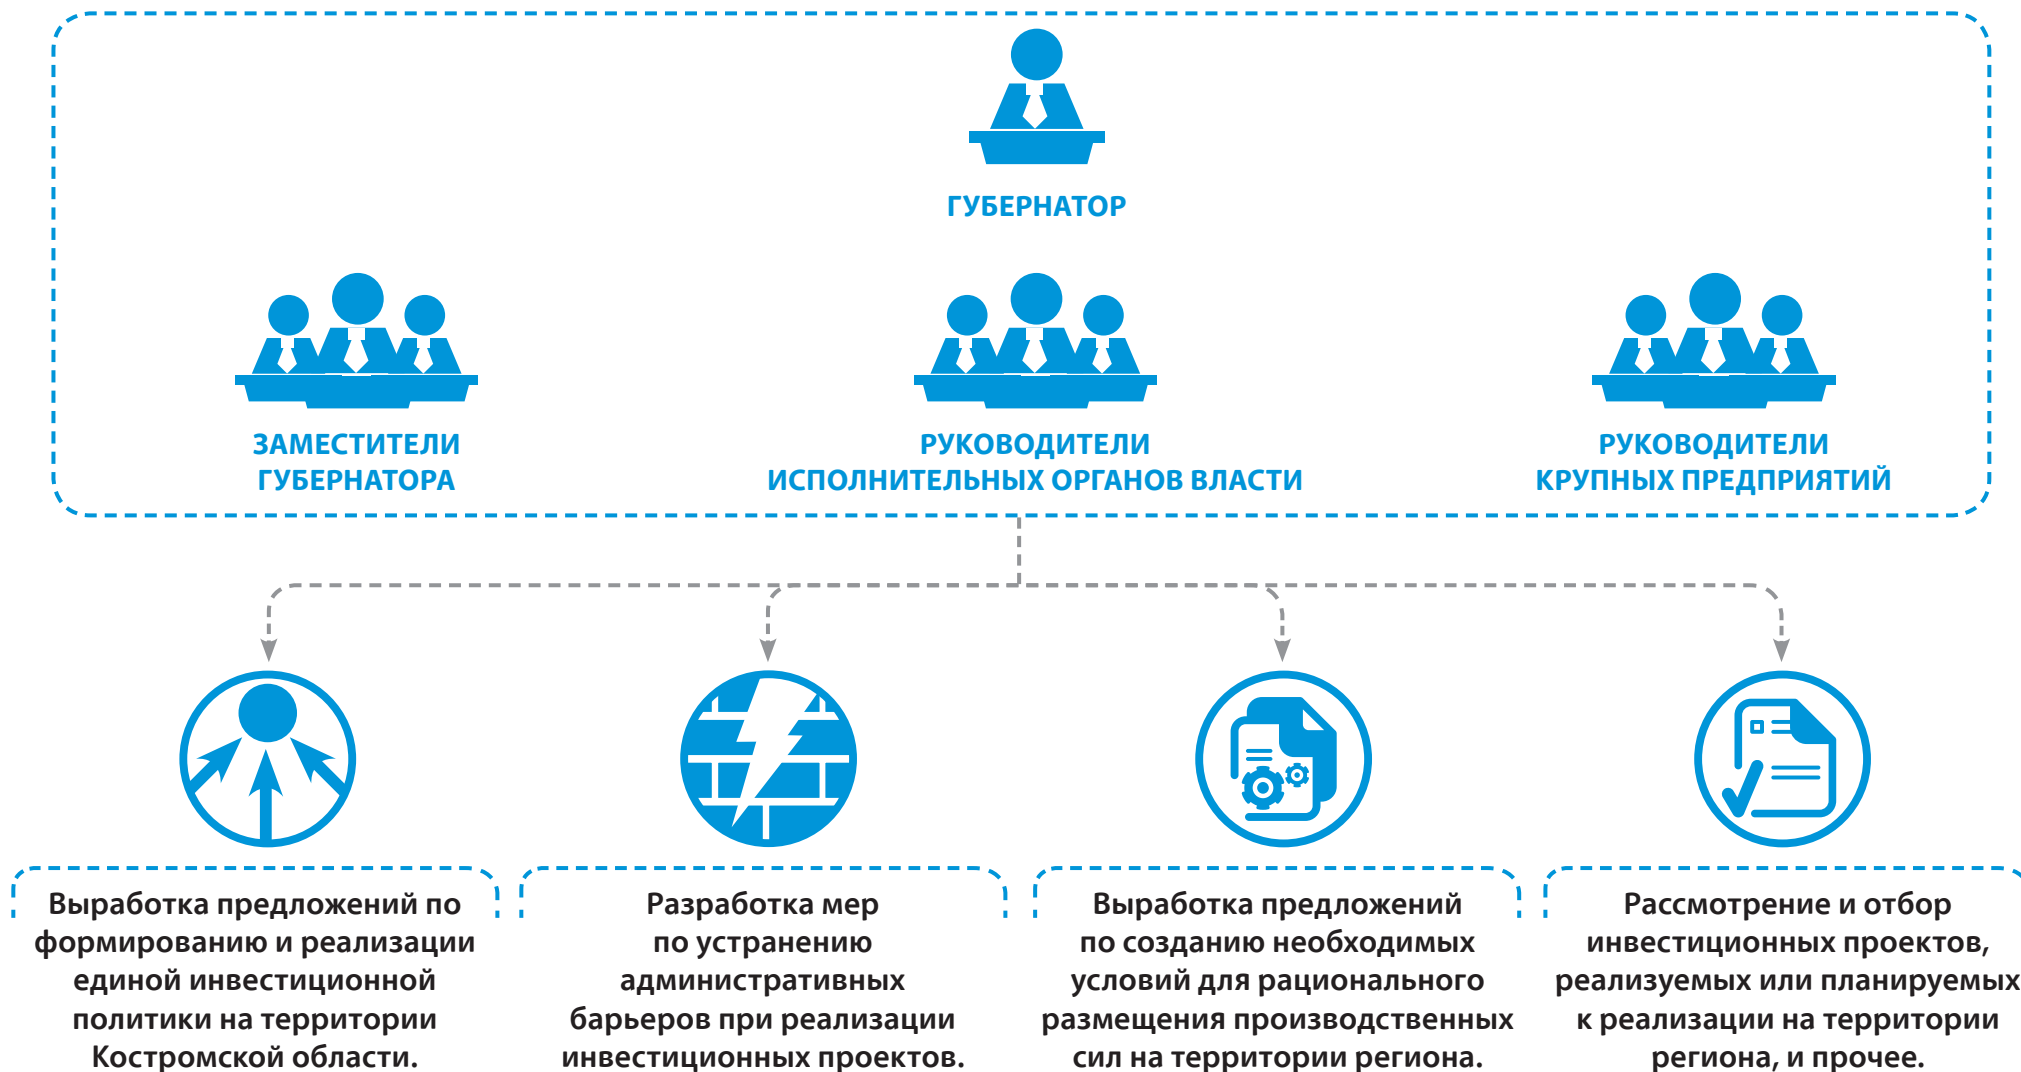 ГУБЕРНАТОР
ЗАМЕСТИТЕЛИ
ГУБЕРНАТОРА
РУКОВОДИТЕЛИ
ИСПОЛНИТЕЛЬНЫХ ОРГАНОВ ВЛАСТИ
РУКОВОДИТЕЛИ
КРУПНЫХ ПРЕДПРИЯТИЙ
Выработка предложений по
формированию и реализации
единой инвестиционной
политики на территории
Костромской области.
Разработка мер
по устранению
административных
барьеров при реализации
инвестиционных проектов.
Выработка предложений
по созданию необходимых
условий для рационального
размещения производственных
сил на территории региона.
Рассмотрение и отбор
инвестиционных проектов,
реализуемых или планируемых
к реализации на территории
региона, и прочее.